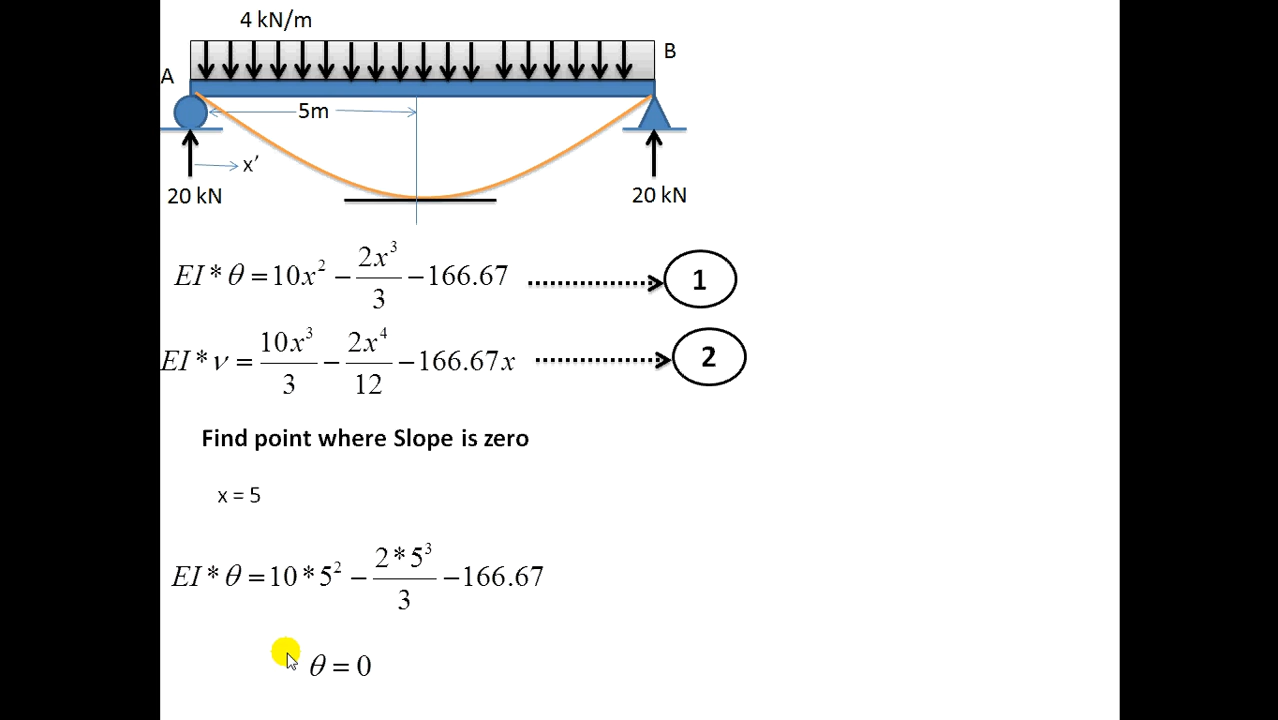 4 kN/m
A
B
5m
x’
20 kN
20 kN
EI * θ = 10x² − 2x³/3 − 166.67
1
EI * ν = 10x³/3 − 2x⁴/12 − 166.67x
2
Find point where Slope is zero
x = 5
EI * θ = 10 * 5² − 2 * 5³/3 − 166.67
θ = 0